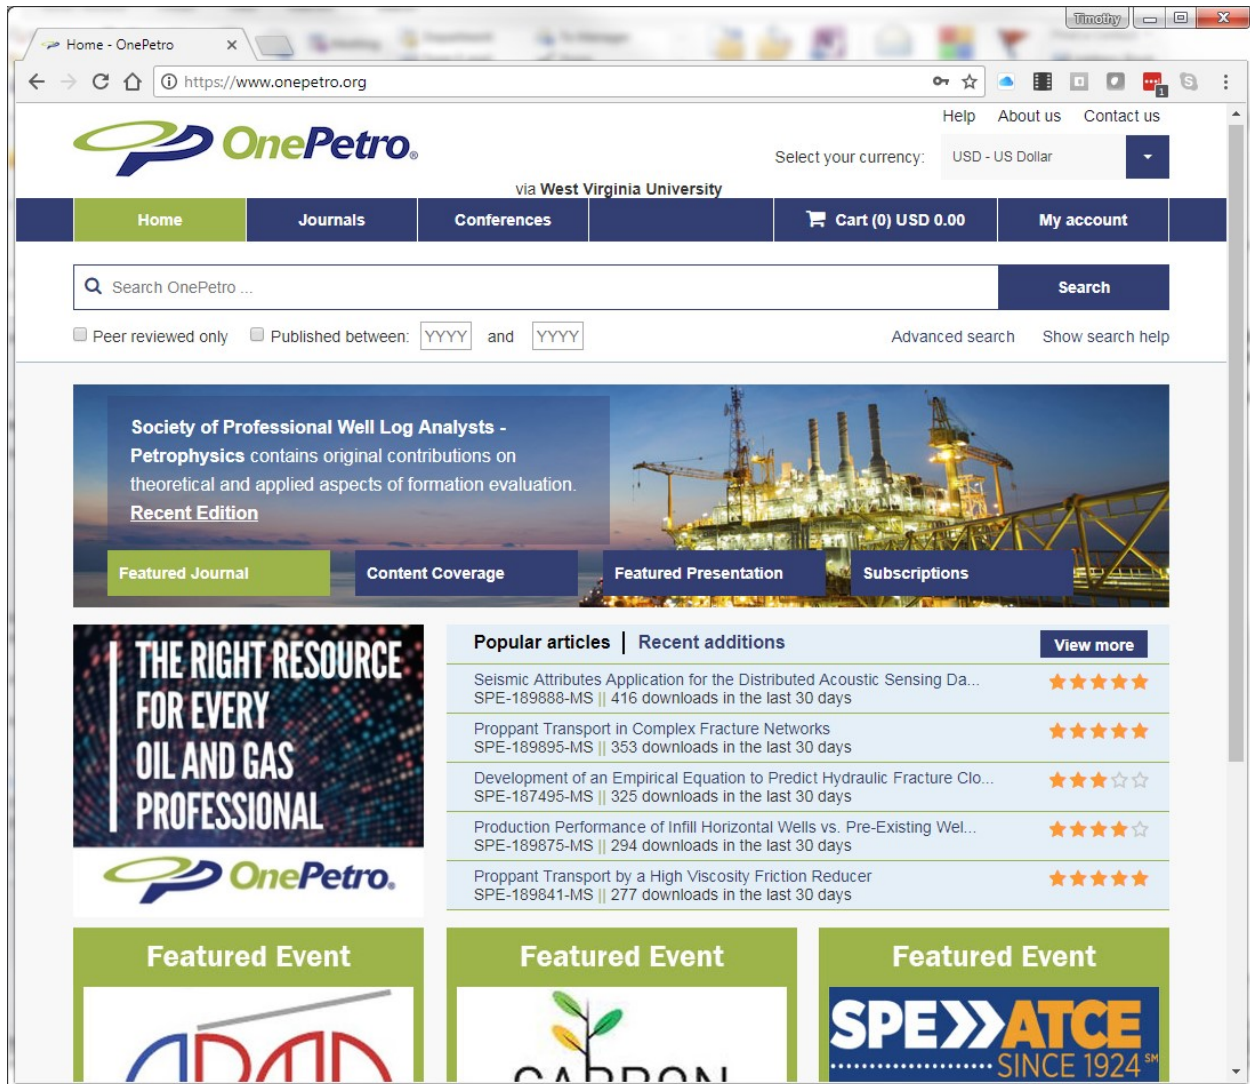 Timothy
Home - OnePetro
https://www.onepetro.org
1
Help About us Contact us
OnePetro®
Select your currency: USD - US Dollar
via West Virginia University
Home Journals Conferences Cart (0) USD 0.00 My account
Search OnePetro ... Search
Peer reviewed only Published between: YYYY and YYYY Advanced search Show search help
Society of Professional Well Log Analysts -
Petrophysics contains original contributions on
theoretical and applied aspects of formation evaluation.
Recent Edition
Featured Journal Content Coverage Featured Presentation Subscriptions
THE RIGHT RESOURCE
FOR EVERY
OIL AND GAS
PROFESSIONAL
OnePetro.
Popular articles | Recent additions View more
Seismic Attributes Application for the Distributed Acoustic Sensing Da...
SPE-189888-MS || 416 downloads in the last 30 days
Proppant Transport in Complex Fracture Networks
SPE-189895-MS || 353 downloads in the last 30 days
Development of an Empirical Equation to Predict Hydraulic Fracture Clo...
SPE-187495-MS || 325 downloads in the last 30 days
Production Performance of Infill Horizontal Wells vs. Pre-Existing Wel...
SPE-189875-MS || 294 downloads in the last 30 days
Proppant Transport by a High Viscosity Friction Reducer
SPE-189841-MS || 277 downloads in the last 30 days
Featured Event Featured Event Featured Event
CARBON
SPE ATCE
SINCE 1924 SM